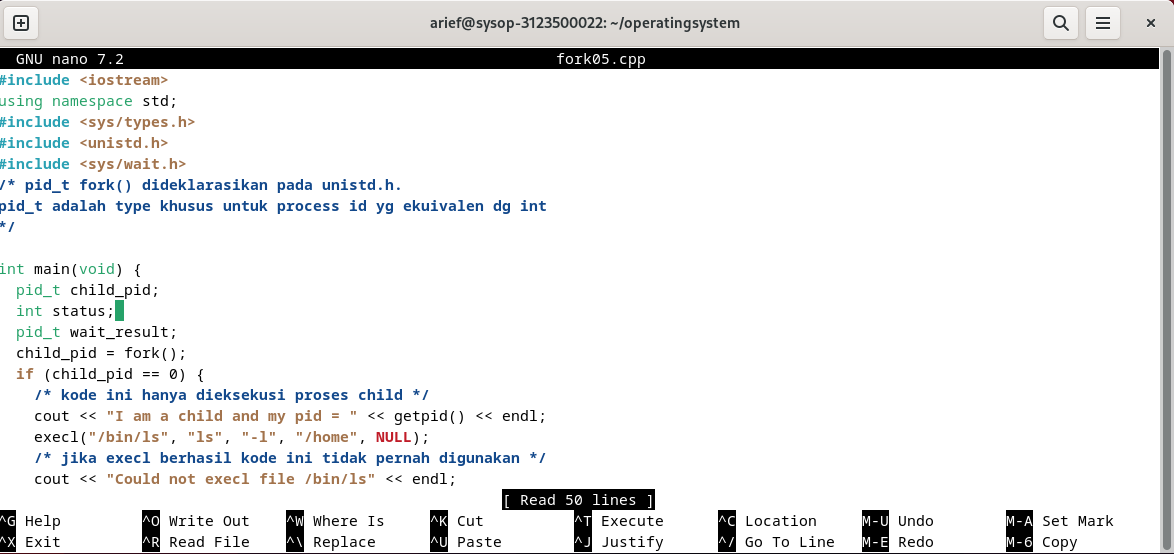 arief@sysop-3123500022: ~/operatingsystem
GNU nano 7.2 fork05.cpp
#include <iostream>
using namespace std;
#include <sys/types.h>
#include <unistd.h>
#include <sys/wait.h>
/* pid_t fork() dideklarasikan pada unistd.h.
pid_t adalah type khusus untuk process id yg ekuivalen dg int
*/

int main(void) {
  pid_t child_pid;
  int status;
  pid_t wait_result;
  child_pid = fork();
  if (child_pid == 0) {
    /* kode ini hanya dieksekusi proses child */
    cout << "I am a child and my pid = " << getpid() << endl;
    execl("/bin/ls", "ls", "-l", "/home", NULL);
    /* jika execl berhasil kode ini tidak pernah digunakan */
    cout << "Could not execl file /bin/ls" << endl;
[ Read 50 lines ]
^G Help ^O Write Out ^W Where Is ^K Cut ^T Execute ^C Location M-U Undo M-A Set Mark
^X Exit ^R Read File ^\ Replace ^U Paste ^J Justify ^/ Go To Line M-E Redo M-6 Copy